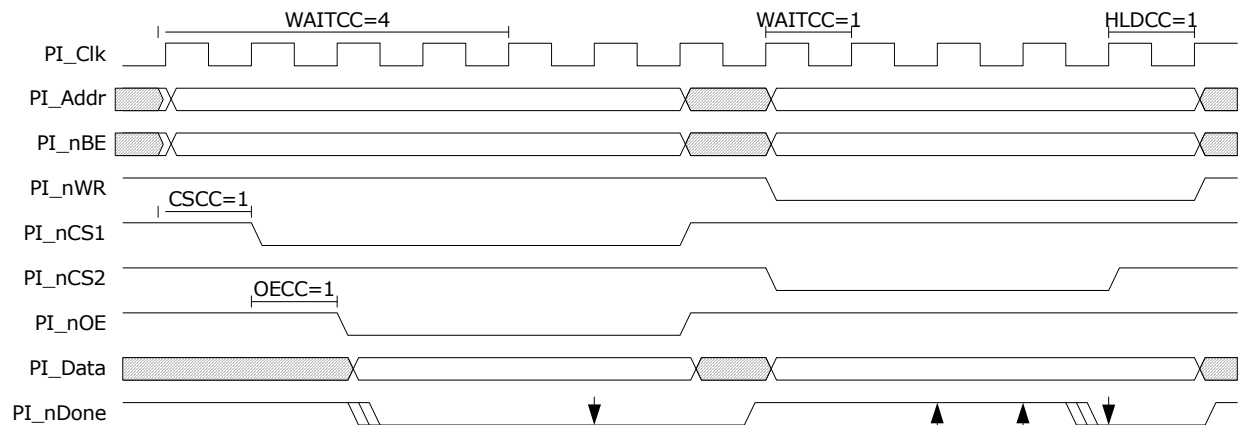 WAITCC=4 WAITCC=1 HLDCC=1
PI_Clk
PI_Addr
PI_nBE
PI_nWR
CSCC=1
PI_nCS1
PI_nCS2
OECC=1
PI_nOE
PI_Data
PI_nDone